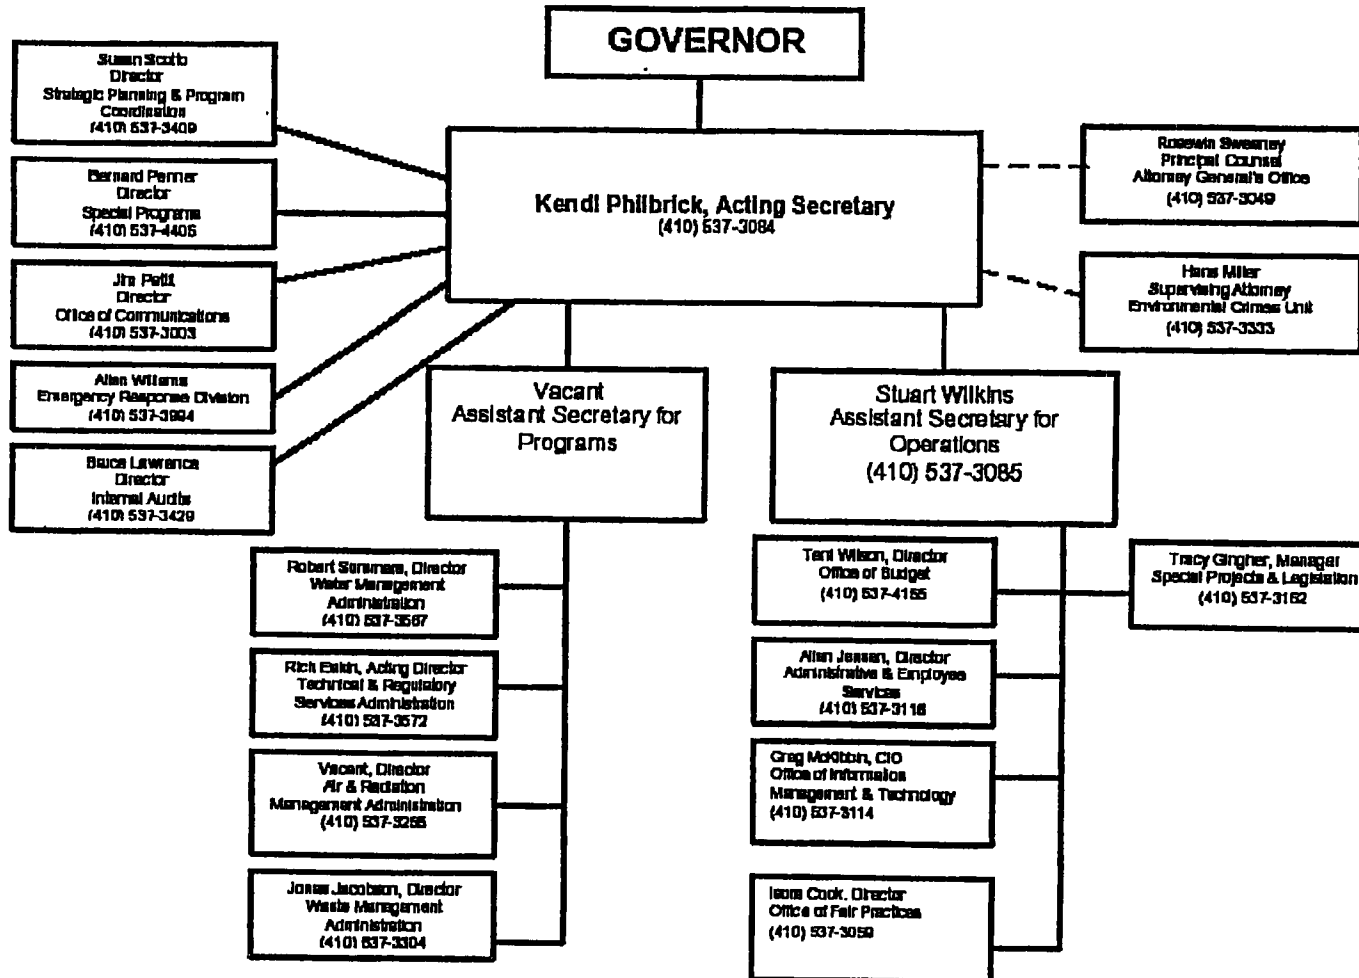 GOVERNOR
Susan Scotto
Director
Strategic Planning & Program
Coordination
(410) 537-3409
Bernard Penner
Director
Special Programs
(410) 537-4405
Jim Pettit
Director
Office of Communications
(410) 537-3003
Allan Williams
Emergency Response Division
(410) 537-3994
Bruce Lawrence
Director
Internal Audits
(410) 537-3429
Kendl Philbrick, Acting Secretary
(410) 537-3084
Rosewin Sweeney
Principal Counsel
Attorney General's Office
(410) 537-3049
Hans Miller
Supervising Attorney
Environmental Crimes Unit
(410) 537-3333
Vacant
Assistant Secretary for
Programs
Stuart Wilkins
Assistant Secretary for
Operations
(410) 537-3085
Robert Summers, Director
Water Management
Administration
(410) 537-3567
Rich Eskin, Acting Director
Technical & Regulatory
Services Administration
(410) 537-3572
Vacant, Director
Air & Radiation
Management Administration
(410) 537-3255
Jonas Jacobson, Director
Waste Management
Administration
(410) 537-3304
Terri Wilson, Director
Office of Budget
(410) 537-4155
Tracy Gingher, Manager
Special Projects & Legislation
(410) 537-3152
Allan Jensen, Director
Administrative & Employee
Services
(410) 537-3116
Greg McKibbin, CIO
Office of Information
Management & Technology
(410) 537-3114
Cook, Director
Office of Fair Practices
(410) 537-3059